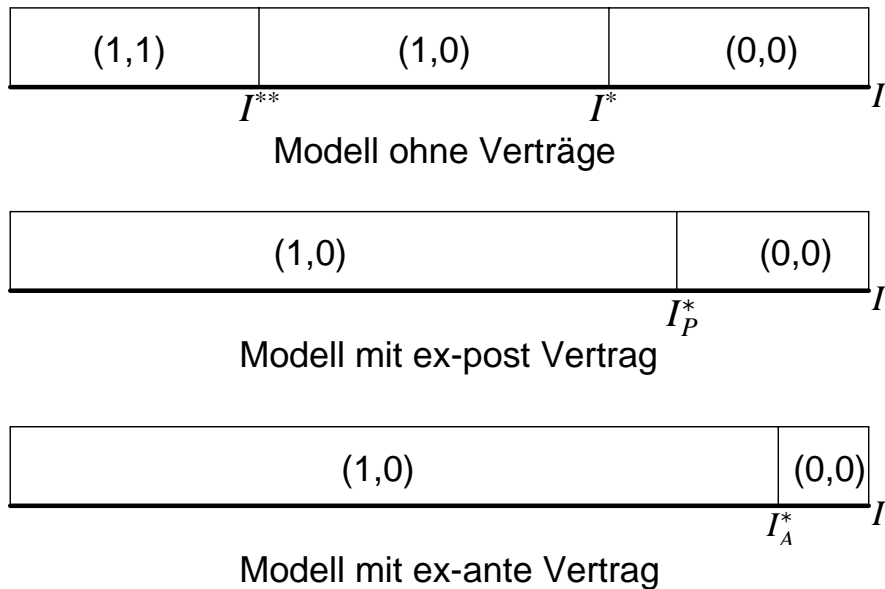 (1,1) (1,0) (0,0)
I** I* I
Modell ohne Verträge
(1,0) (0,0)
I*P I
Modell mit ex-post Vertrag
(1,0) (0,0)
I*A I
Modell mit ex-ante Vertrag